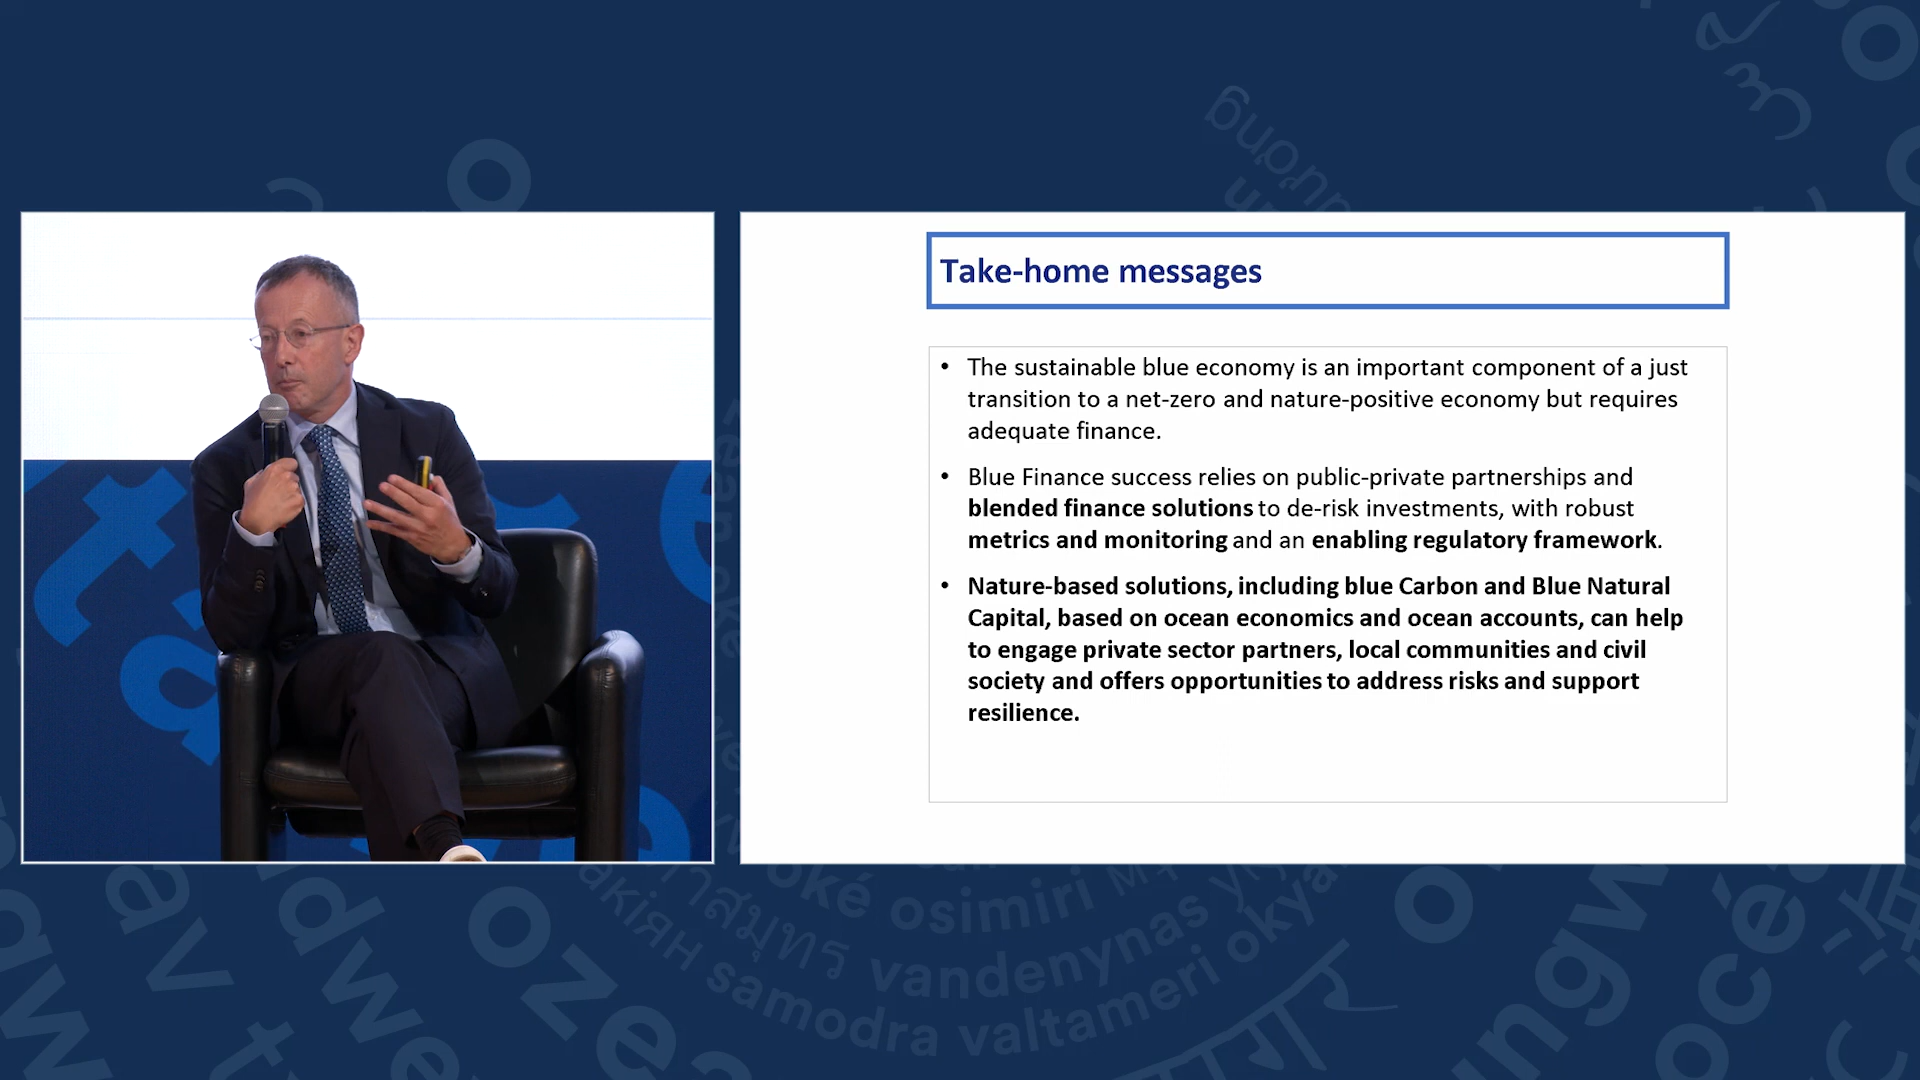 Take-home messages
• The sustainable blue economy is an important component of a just
transition to a net-zero and nature-positive economy but requires
adequate finance.
• Blue Finance success relies on public-private partnerships and
blended finance solutions to de-risk investments, with robust
metrics and monitoring and an enabling regulatory framework.
• Nature-based solutions, including blue Carbon and Blue Natural
Capital, based on ocean economics and ocean accounts, can help
to engage private sector partners, local communities and civil
society and offers opportunities to address risks and support
resilience.
osimiri
vandenynas
samodra valtameri